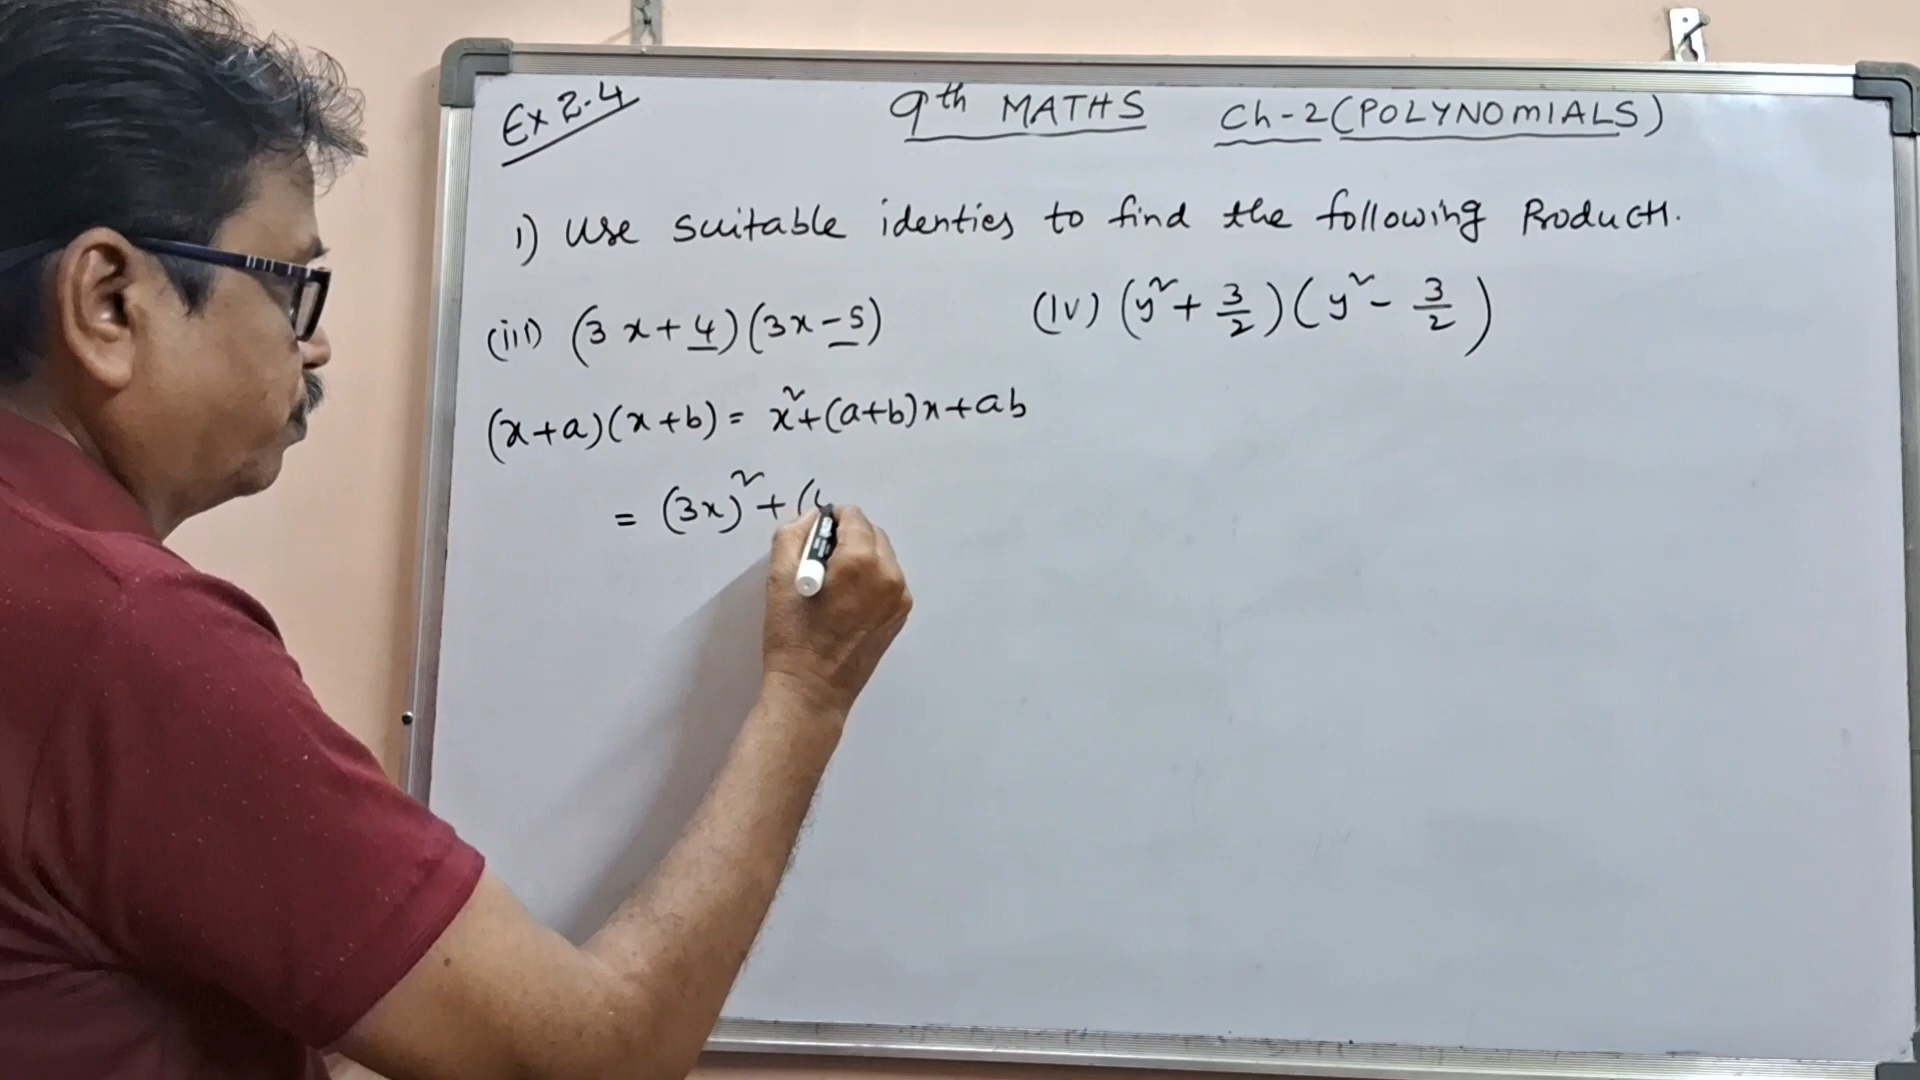 Ex 2.4
9th MATHS Ch-2 (POLYNOMIALS)
1) Use suitable identies to find the following Product.
(iii) (3x+4)(3x-5) (iv) (y²+3/2)(y²-3/2)
(x+a)(x+b) = x²+(a+b)x+ab
= (3x)²+(4